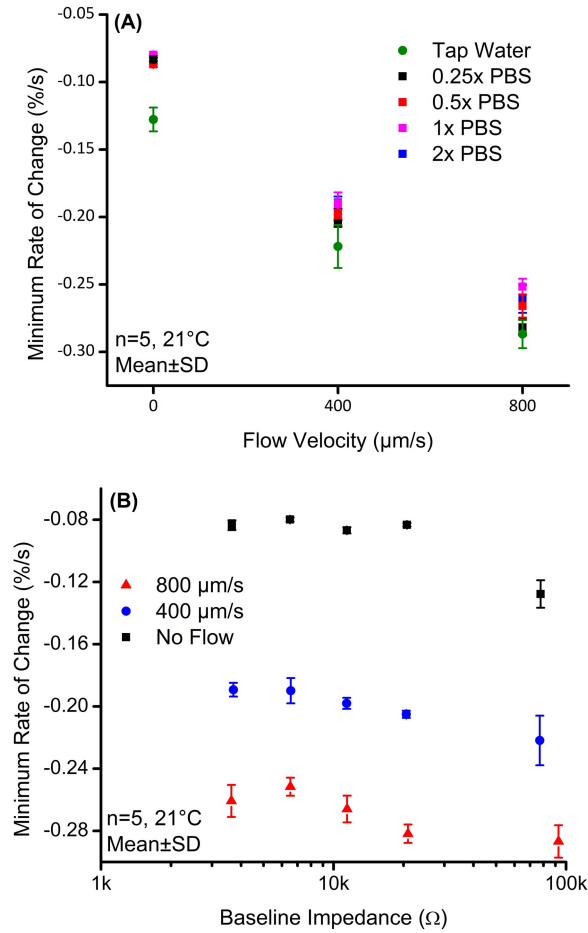 (A)
-0.05
-0.10
-0.15
-0.20
-0.25
-0.30
Minimum Rate of Change (%/s)
Tap Water
0.25x PBS
0.5x PBS
1x PBS
2x PBS
n=5, 21°C
Mean±SD
0
400
800
Flow Velocity (μm/s)
(B)
-0.08
-0.12
-0.16
-0.20
-0.24
-0.28
Minimum Rate of Change (%/s)
800 μm/s
400 μm/s
No Flow
n=5, 21°C
Mean±SD
1k
10k
100k
Baseline Impedance (Ω)